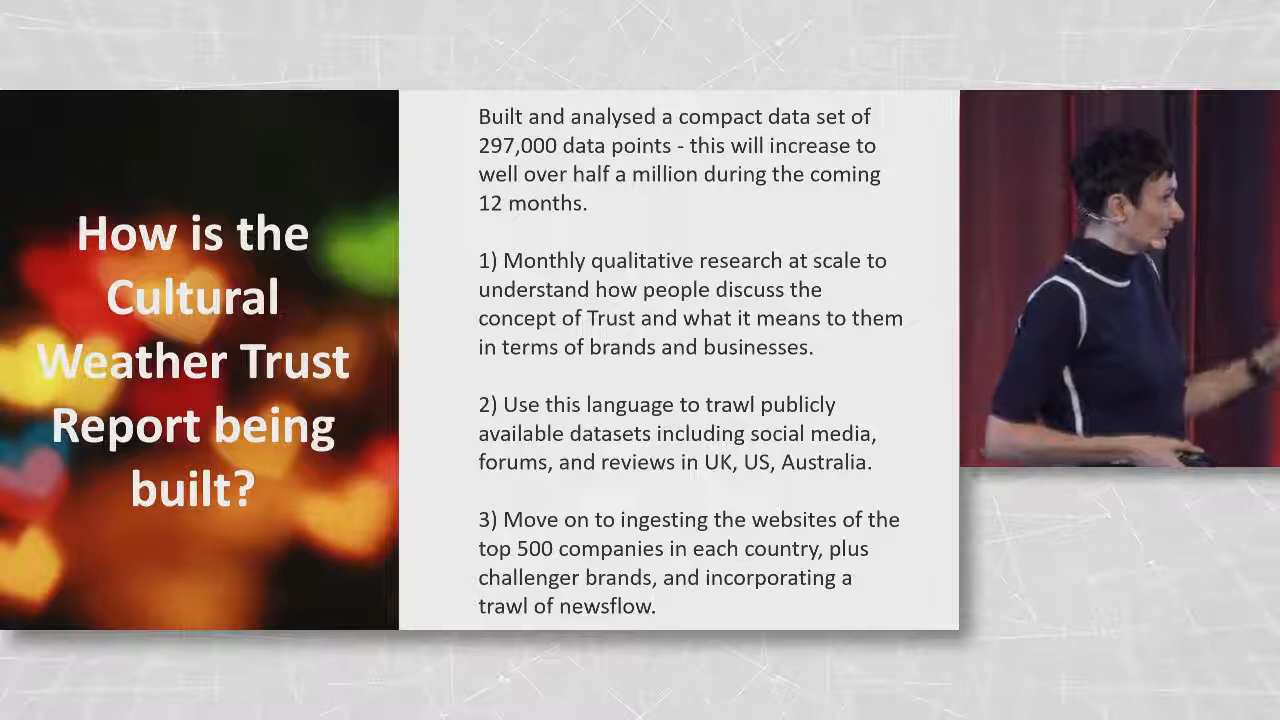 How is the
Cultural
Weather Trust
Report being
built?
Built and analysed a compact data set of
297,000 data points - this will increase to
well over half a million during the coming
12 months.
1) Monthly qualitative research at scale to
understand how people discuss the
concept of Trust and what it means to them
in terms of brands and businesses.
2) Use this language to trawl publicly
available datasets including social media,
forums, and reviews in UK, US, Australia.
3) Move on to ingesting the websites of the
top 500 companies in each country, plus
challenger brands, and incorporating a
trawl of newsflow.